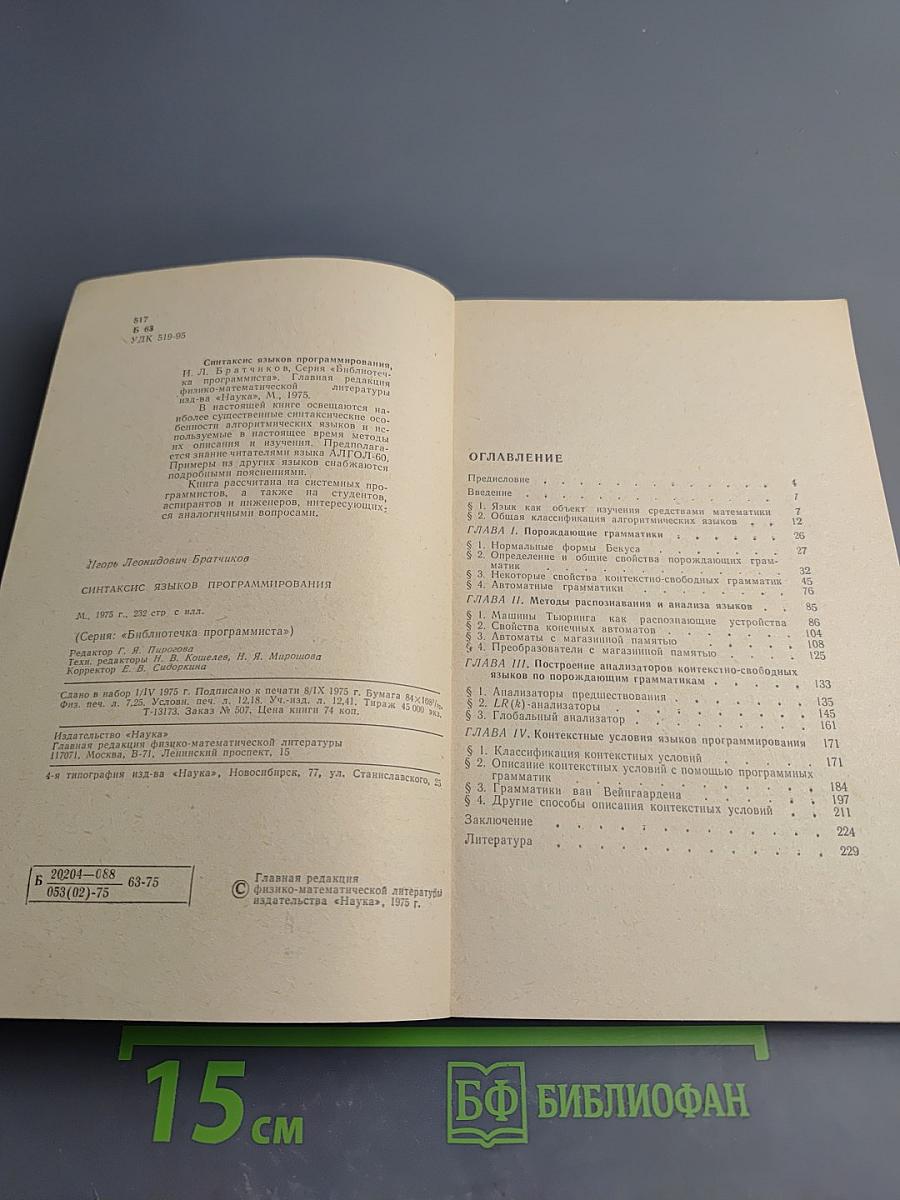 517
Б 63
УДК 519-95
Синтаксис языков программирования,
И. Л. Братчиков, Серия «Библиотеч-
ка программиста». Главная редакция
физико-математической литературы
изд-ва «Наука», М., 1975.
В настоящей книге освещаются на-
иболее существенные синтаксические осо-
бенности алгоритмических языков и ис-
пользуемые в настоящее время методы
их описания и изучения. Предполага-
ется знание читателями языка АЛГОЛ-60.
Примеры из других языков снабжаются
подробными пояснениями.
Книга рассчитана на системных про-
граммистов, а также на студентов,
аспирантов и инженеров, интересующих-
ся аналогичными вопросами.
Игорь Леонидович Братчиков
СИНТАКСИС ЯЗЫКОВ ПРОГРАММИРОВАНИЯ
М., 1975 г., 232 стр. с илл.
(Серия: «Библиотечка программиста»)
Редактор Г. Я. Пирогова
Техн. редакторы Н. В. Кошелев, Н. Я. Мирошова
Корректор Е. В. Сидоркина
Сдано в набор 1/IV 1975 г. Подписано к печати 8/IX 1975 г. Бумага 84×108¹/₃₂.
Физ. печ. л. 7,25. Условн. печ. л. 12,18. Уч.-изд. л. 12,41. Тираж 45 000 экз.
Т-13173. Заказ № 507. Цена книги 74 коп.
Издательство «Наука»
Главная редакция физико-математической литературы
117071, Москва, В-71, Ленинский проспект, 15
4-я типография изд-ва «Наука», Новосибирск, 77, ул. Станиславского, 25
Б 20204—088
053(02)-75 63-75
© Главная редакция
физико-математической литературы
издательства «Наука», 1975 г.
ОГЛАВЛЕНИЕ
Предисловие . . . . . . . . . . 4
Введение . . . . . . . . . . 7
§ 1. Язык как объект изучения средствами математики 7
§ 2. Общая классификация алгоритмических языков . . 12
ГЛАВА I. Порождающие грамматики . . . . . 26
§ 1. Нормальные формы Бекуса . . . . . . 27
§ 2. Определение и общие свойства порождающих грам-
матик . . . . . . . . . . 32
§ 3. Некоторые свойства контекстно-свободных грамматик 45
§ 4. Автоматные грамматики . . . . . . 76
ГЛАВА II. Методы распознавания и анализа языков . . 85
§ 1. Машины Тьюринга как распознающие устройства 86
§ 2. Свойства конечных автоматов . . . . . 104
§ 3. Автоматы с магазинной памятью . . . . 108
§ 4. Преобразователи с магазинной памятью . . . 125
ГЛАВА III. Построение анализаторов контекстно-свободных
языков по порождающим грамматикам . . . . 133
§ 1. Анализаторы предшествования . . . . . 135
§ 2. LR(k)-анализаторы . . . . . . . 145
§ 3. Глобальный анализатор . . . . . . 161
ГЛАВА IV. Контекстные условия языков программирования 171
§ 1. Классификация контекстных условий . . . . 171
§ 2. Описание контекстных условий с помощью программных
грамматик . . . . . . . . . 184
§ 3. Грамматики ван Вейнгаардена . . . . . 197
§ 4. Другие способы описания контекстных условий . . 211
Заключение . . . . . . . . . . 224
Литература . . . . . . . . . . 229
15 см
БФ БИБЛИОФАН